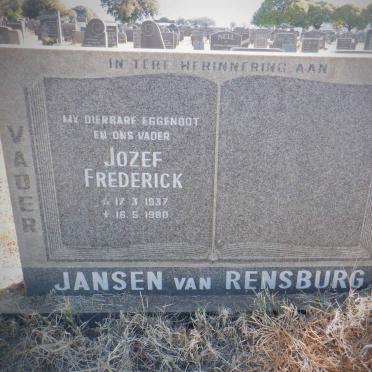 IN TERE HERINNERING AAN
VADER
MY DIERBARE EGGENOOT
EN ONS VADER
JOZEF
FREDERICK
☆ 17.3.1937
+ 16.5.1980
JANSEN VAN RENSBURG